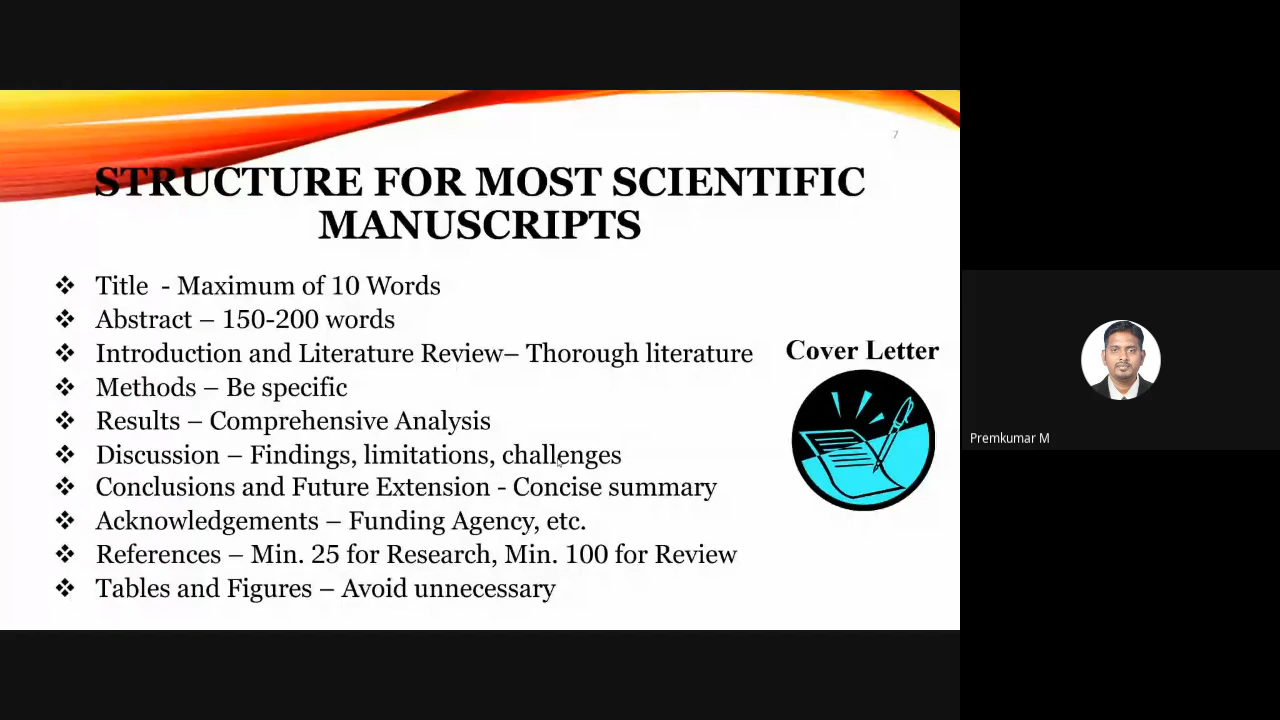 7
STRUCTURE FOR MOST SCIENTIFIC
MANUSCRIPTS
❖ Title - Maximum of 10 Words
❖ Abstract – 150-200 words
❖ Introduction and Literature Review– Thorough literature
❖ Methods – Be specific
❖ Results – Comprehensive Analysis
❖ Discussion – Findings, limitations, challenges
❖ Conclusions and Future Extension - Concise summary
❖ Acknowledgements – Funding Agency, etc.
❖ References – Min. 25 for Research, Min. 100 for Review
❖ Tables and Figures – Avoid unnecessary
Cover Letter
Premkumar M